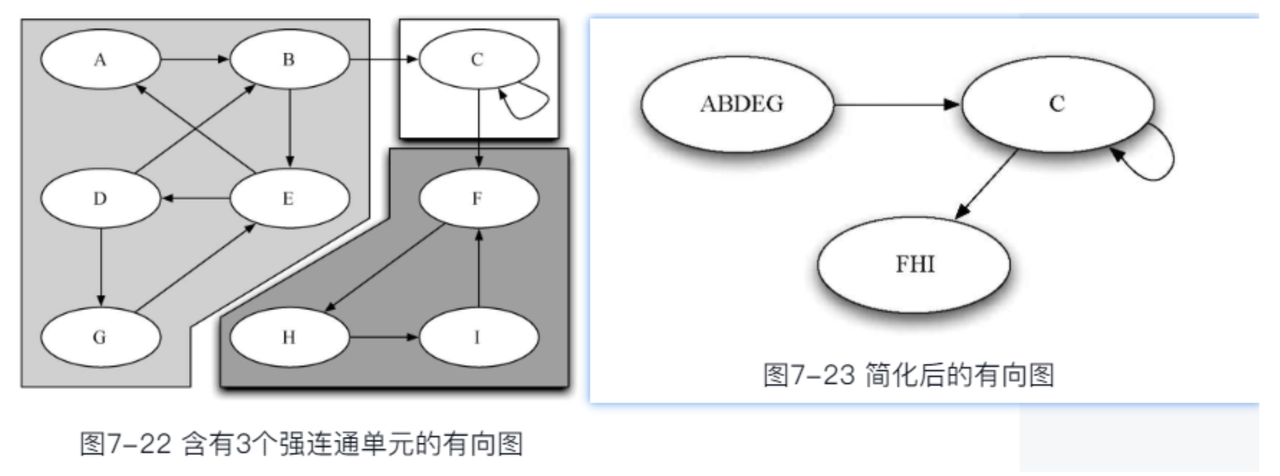 A
B
C
D
E
F
G
H
I
图7-22 含有3个强连通单元的有向图
ABDEG
C
FHI
图7-23 简化后的有向图